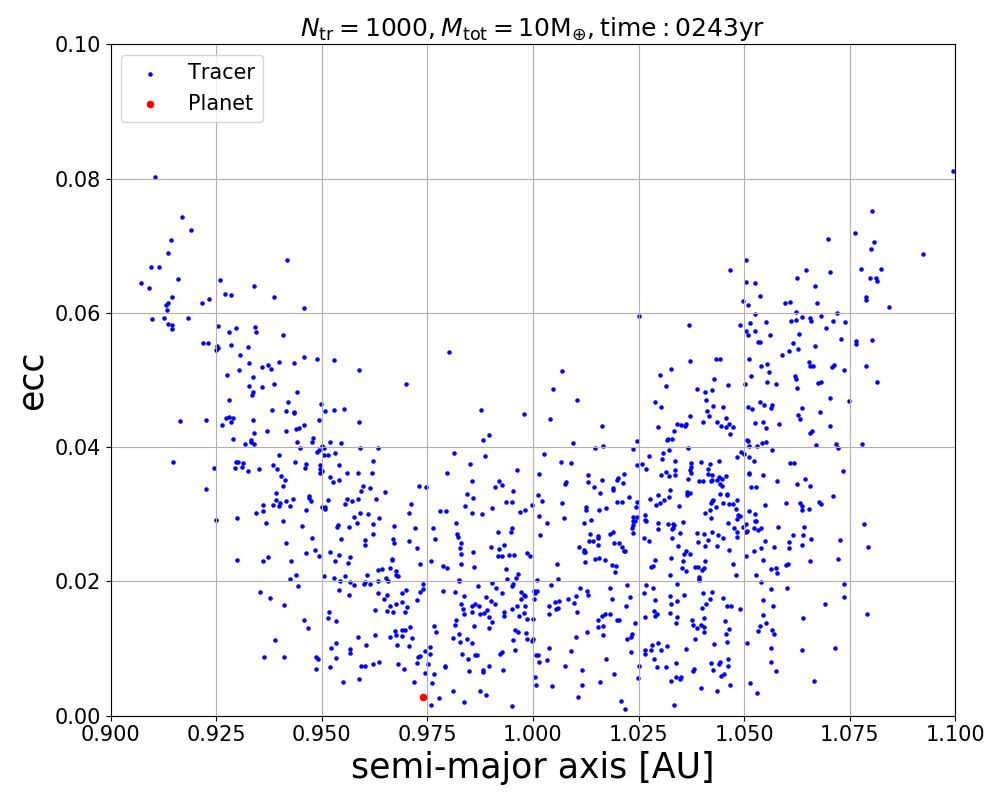 N_tr = 1000, M_tot = 10M_⊕, time : 0243yr
Tracer
Planet
ecc
0.10
0.08
0.06
0.04
0.02
0.00
0.900 0.925 0.950 0.975 1.000 1.025 1.050 1.075 1.100
semi-major axis [AU]